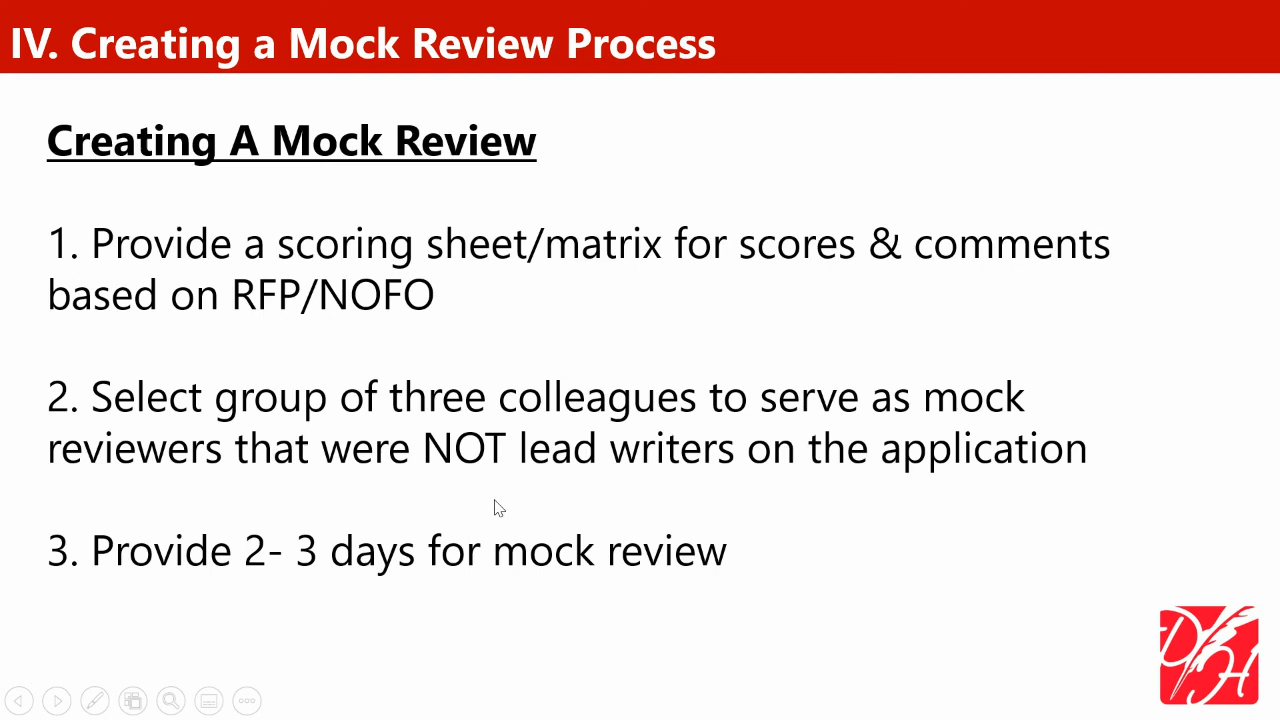 IV. Creating a Mock Review Process
Creating A Mock Review
1. Provide a scoring sheet/matrix for scores & comments
based on RFP/NOFO
2. Select group of three colleagues to serve as mock
reviewers that were NOT lead writers on the application
3. Provide 2- 3 days for mock review
DH